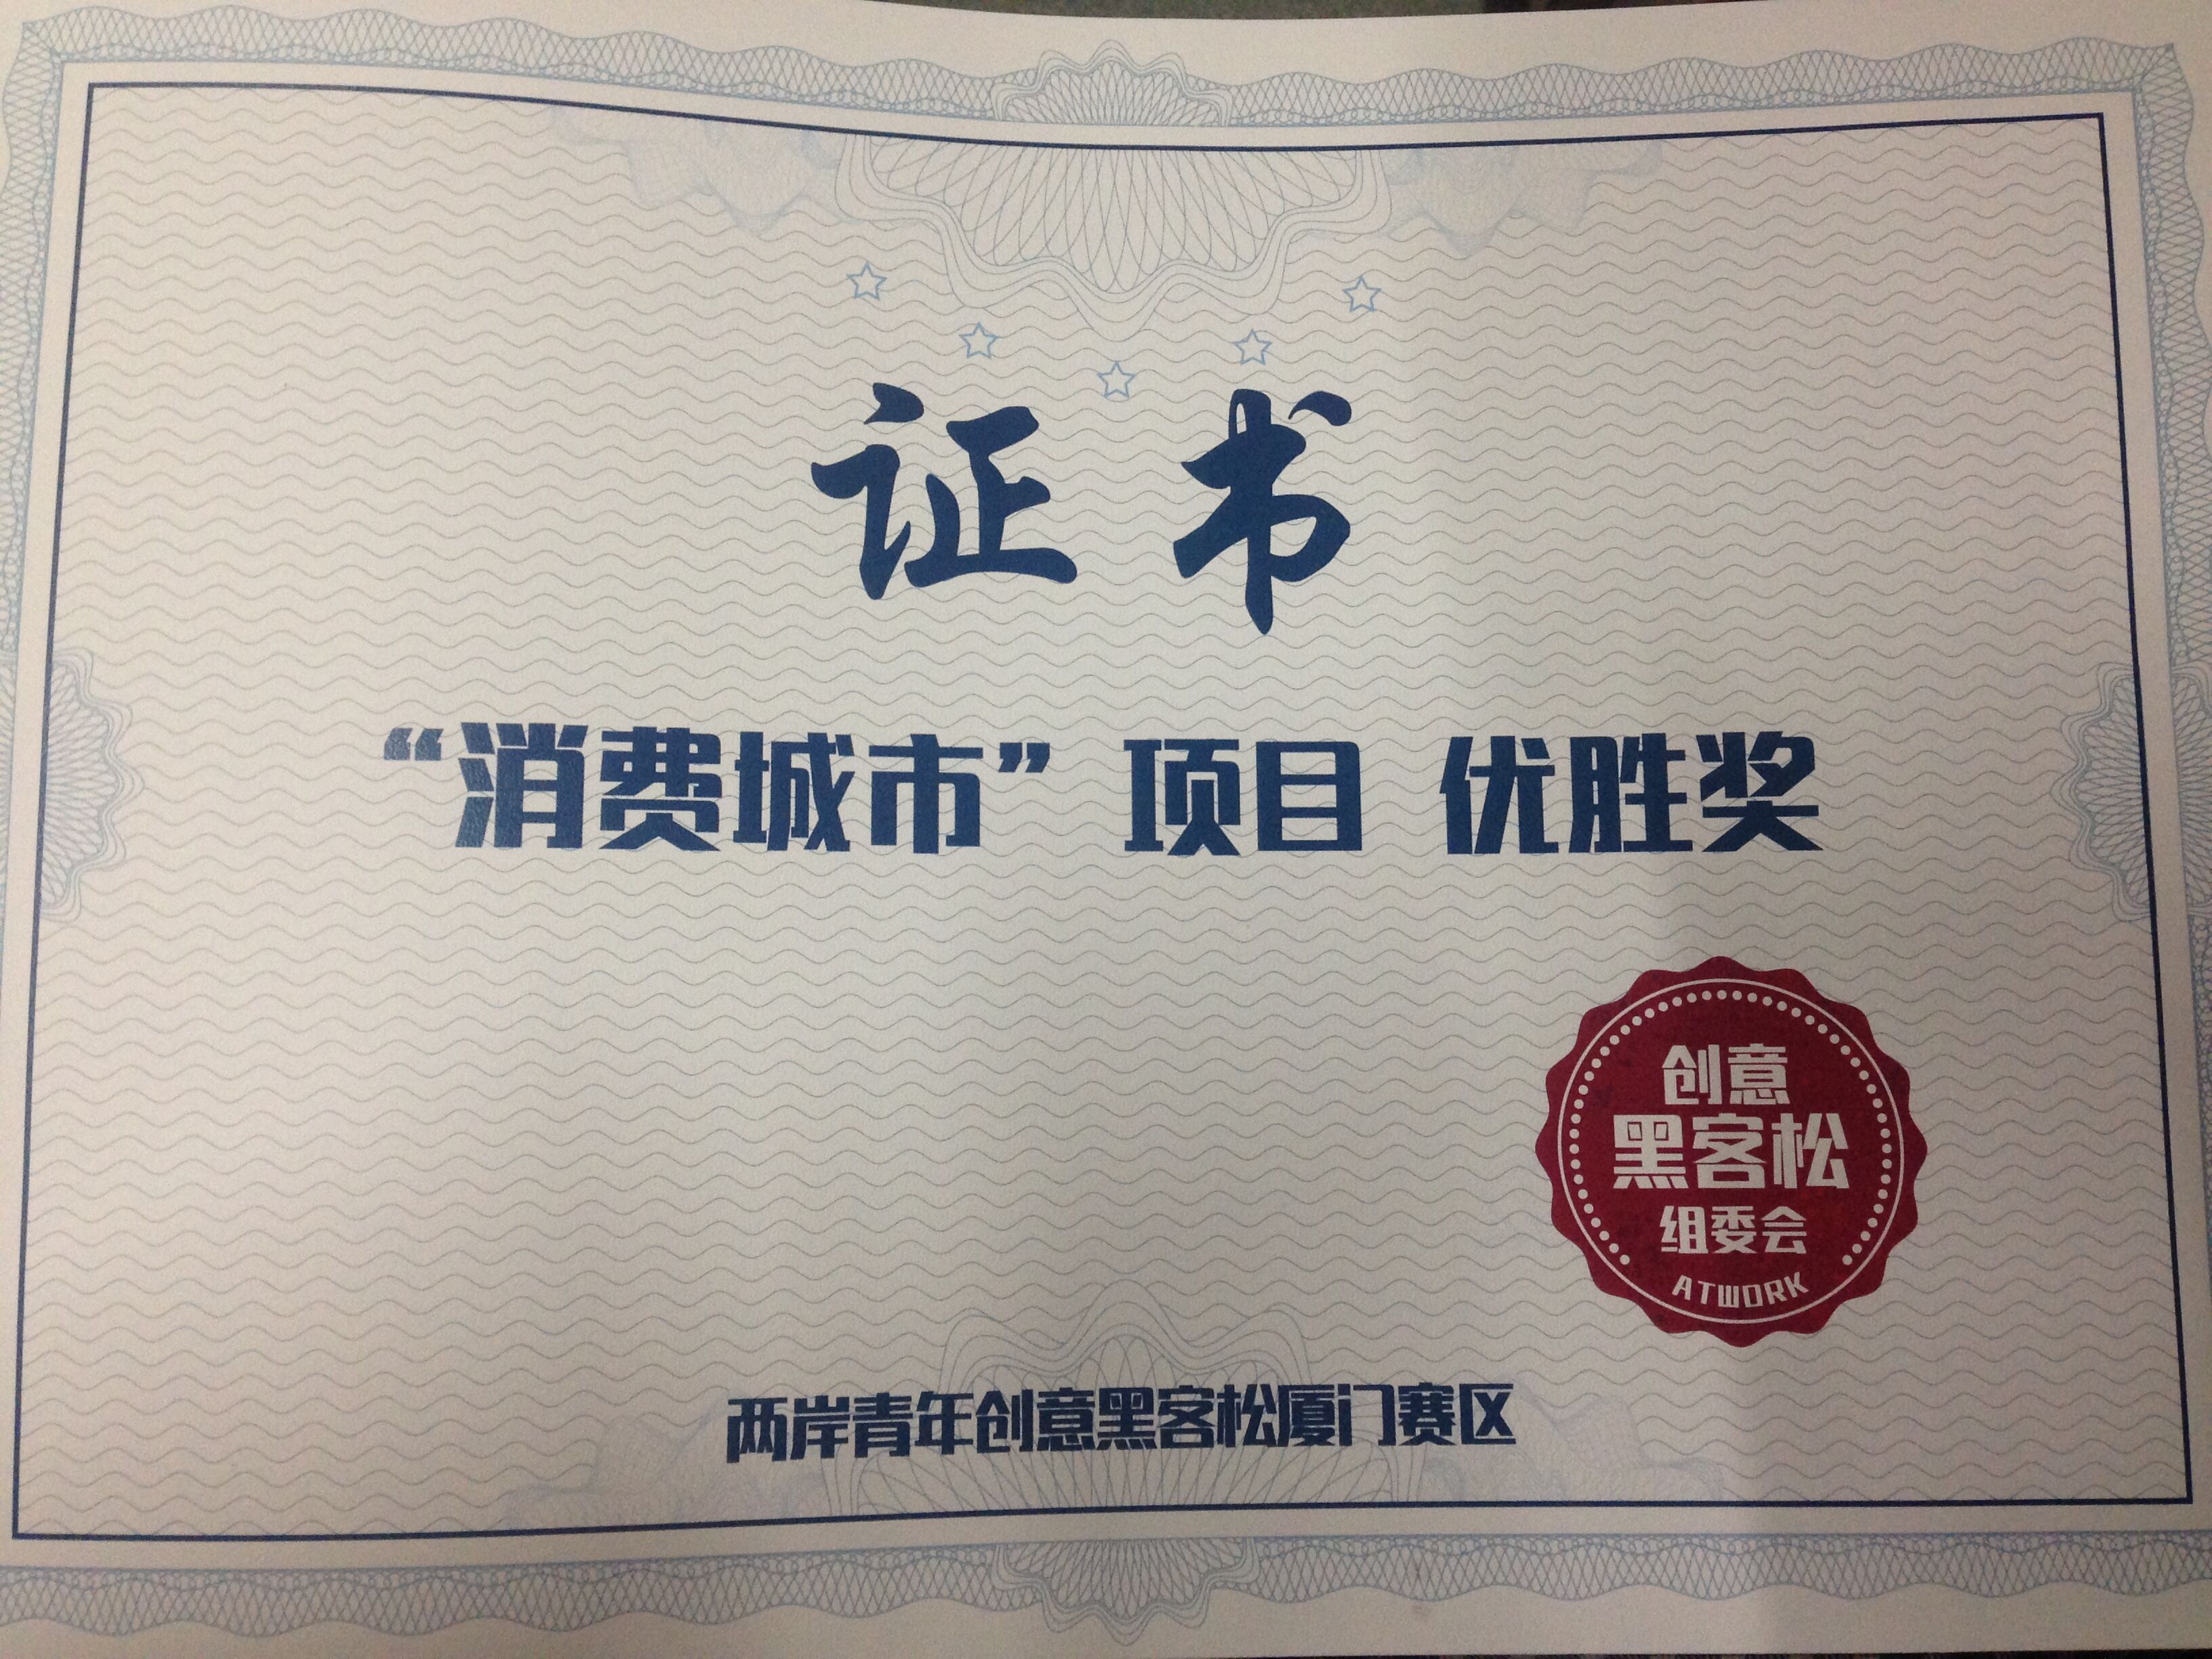 证书
“消费城市” 项目 优胜奖
创意
黑客松
组委会
ATWORK
两岸青年创意黑客松厦门赛区